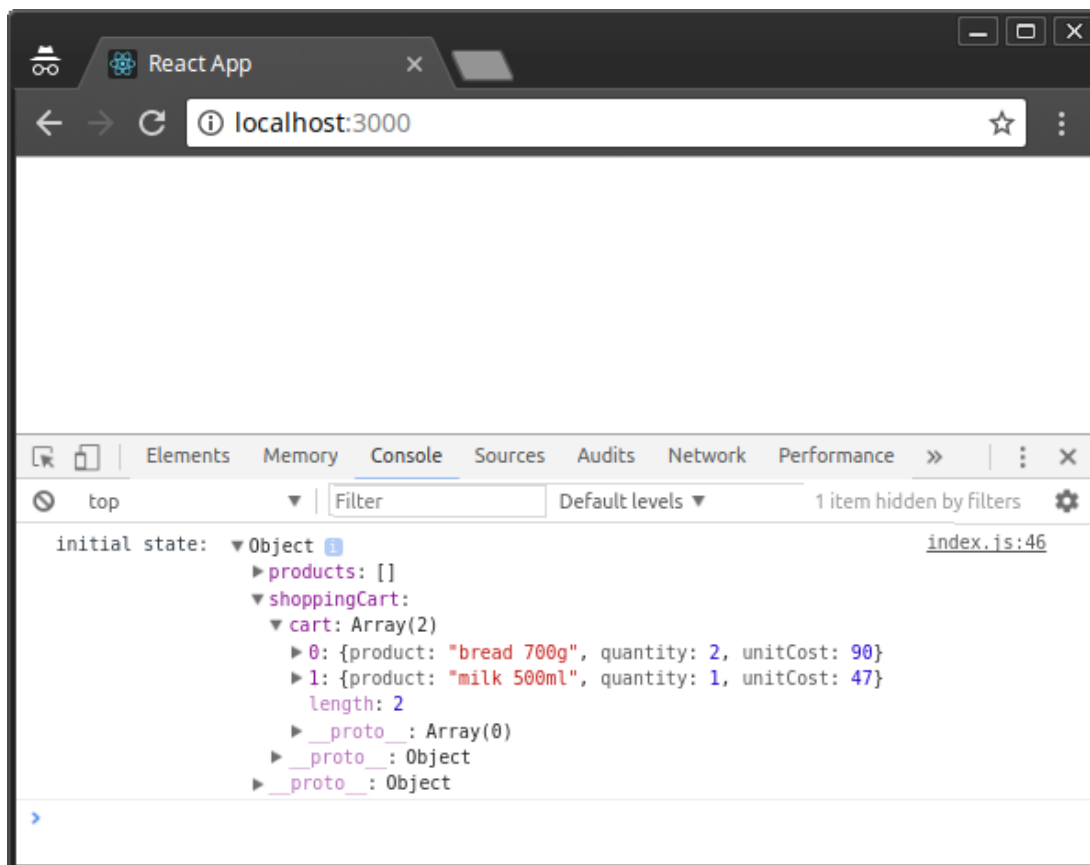 React App
localhost:3000
Elements Memory Console Sources Audits Network Performance »
top Filter Default levels 1 item hidden by filters
initial state: Object i index.js:46
products: []
shoppingCart:
cart: Array(2)
0: {product: "bread 700g", quantity: 2, unitCost: 90}
1: {product: "milk 500ml", quantity: 1, unitCost: 47}
length: 2
__proto__: Array(0)
__proto__: Object
__proto__: Object